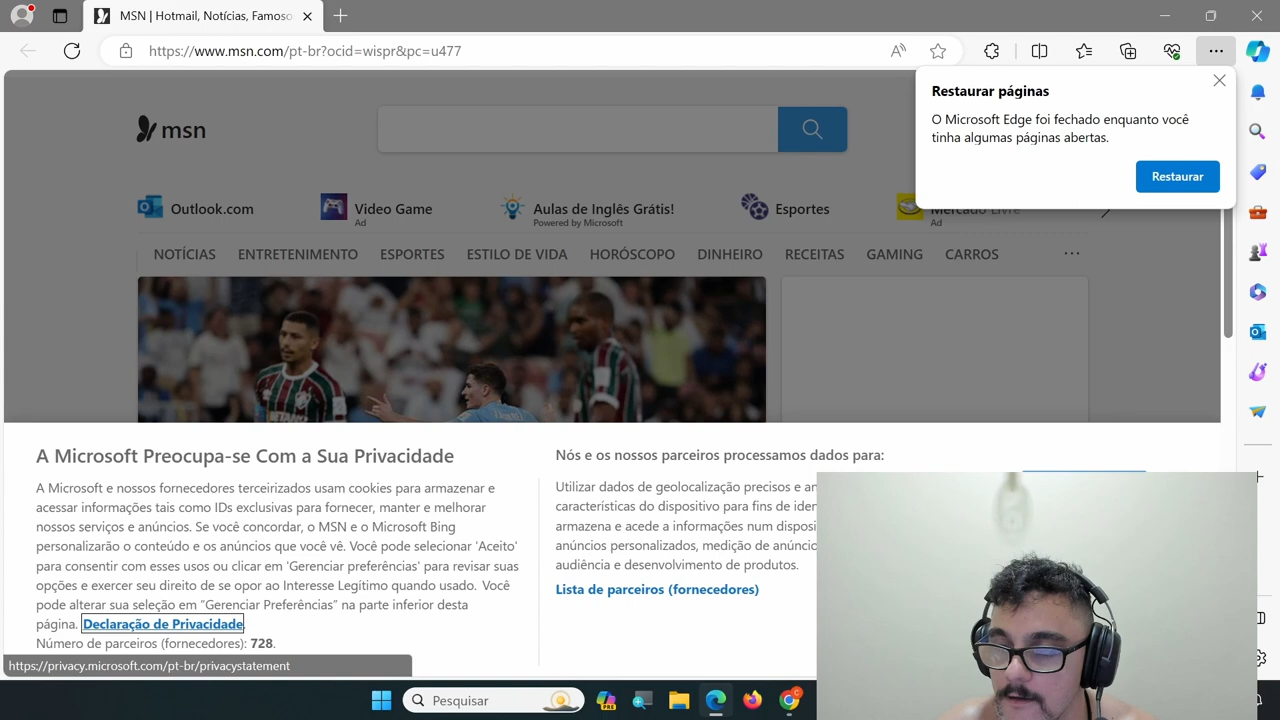 MSN | Hotmail, Notícias, Famoso
https://www.msn.com/pt-br?ocid=wispr&pc=u477
Restaurar páginas
O Microsoft Edge foi fechado enquanto você
tinha algumas páginas abertas.
Restaurar
msn
Outlook.com
Video Game
Ad
Aulas de Inglês Grátis!
Powered by Microsoft
Esportes
Mercado Livre
Ad
NOTÍCIAS ENTRETENIMENTO ESPORTES ESTILO DE VIDA HORÓSCOPO DINHEIRO RECEITAS GAMING CARROS ...
A Microsoft Preocupa-se Com a Sua Privacidade
A Microsoft e nossos fornecedores terceirizados usam cookies para armazenar e
acessar informações tais como IDs exclusivas para fornecer, manter e melhorar
nossos serviços e anúncios. Se você concordar, o MSN e o Microsoft Bing
personalizarão o conteúdo e os anúncios que você vê. Você pode selecionar 'Aceito'
para consentir com esses usos ou clicar em 'Gerenciar preferências' para revisar suas
opções e exercer seu direito de se opor ao Interesse Legítimo quando usado. Você
pode alterar sua seleção em “Gerenciar Preferências” na parte inferior desta
página. Declaração de Privacidade.
Número de parceiros (fornecedores): 728.
Nós e os nossos parceiros processamos dados para:
Utilizar dados de geolocalização precisos e
características do dispositivo para fins de
armazena e acede a informações num
anúncios personalizados, medição de
audiência e desenvolvimento de produtos.
Lista de parceiros (fornecedores)
https://privacy.microsoft.com/pt-br/privacystatement
Pesquisar
PRE